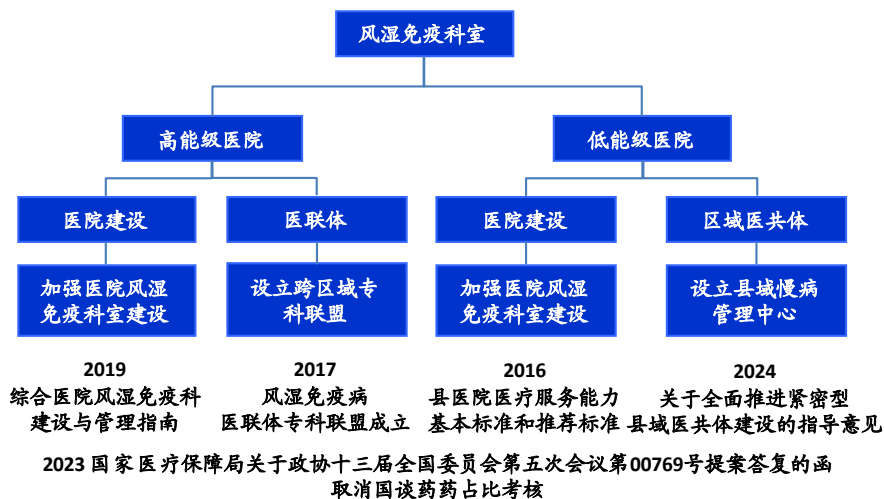 风湿免疫科室
高能级医院
低能级医院
医院建设
医联体
医院建设
区域医共体
加强医院风湿
免疫科室建设
设立跨区域专
科联盟
加强医院风湿
免疫科室建设
设立县域慢病
管理中心
2019
综合医院风湿免疫科
建设与管理指南
2017
风湿免疫病
医联体专科联盟成立
2016
县医院医疗服务能力
基本标准和推荐标准
2024
关于全面推进紧密型
县域医共体建设的指导意见
2023 国家医疗保障局关于政协十三届全国委员会第五次会议第00769号提案答复的函
取消国谈药药占比考核